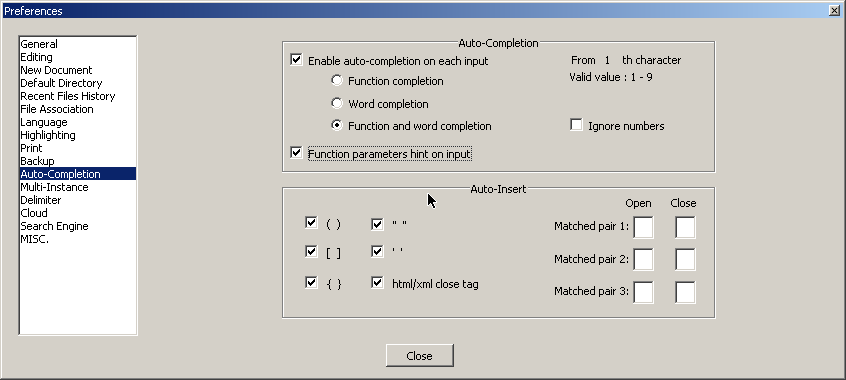 Preferences
General
Editing
New Document
Default Directory
Recent Files History
File Association
Language
Highlighting
Print
Backup
Auto-Completion
Multi-Instance
Delimiter
Cloud
Search Engine
MISC.
Auto-Completion
Enable auto-completion on each input
From 1 th character
Valid value : 1 - 9
Function completion
Word completion
Function and word completion
Ignore numbers
Function parameters hint on input
Auto-Insert
Open Close
( ) " " Matched pair 1:
[ ] ' ' Matched pair 2:
{ } html/xml close tag Matched pair 3:
Close